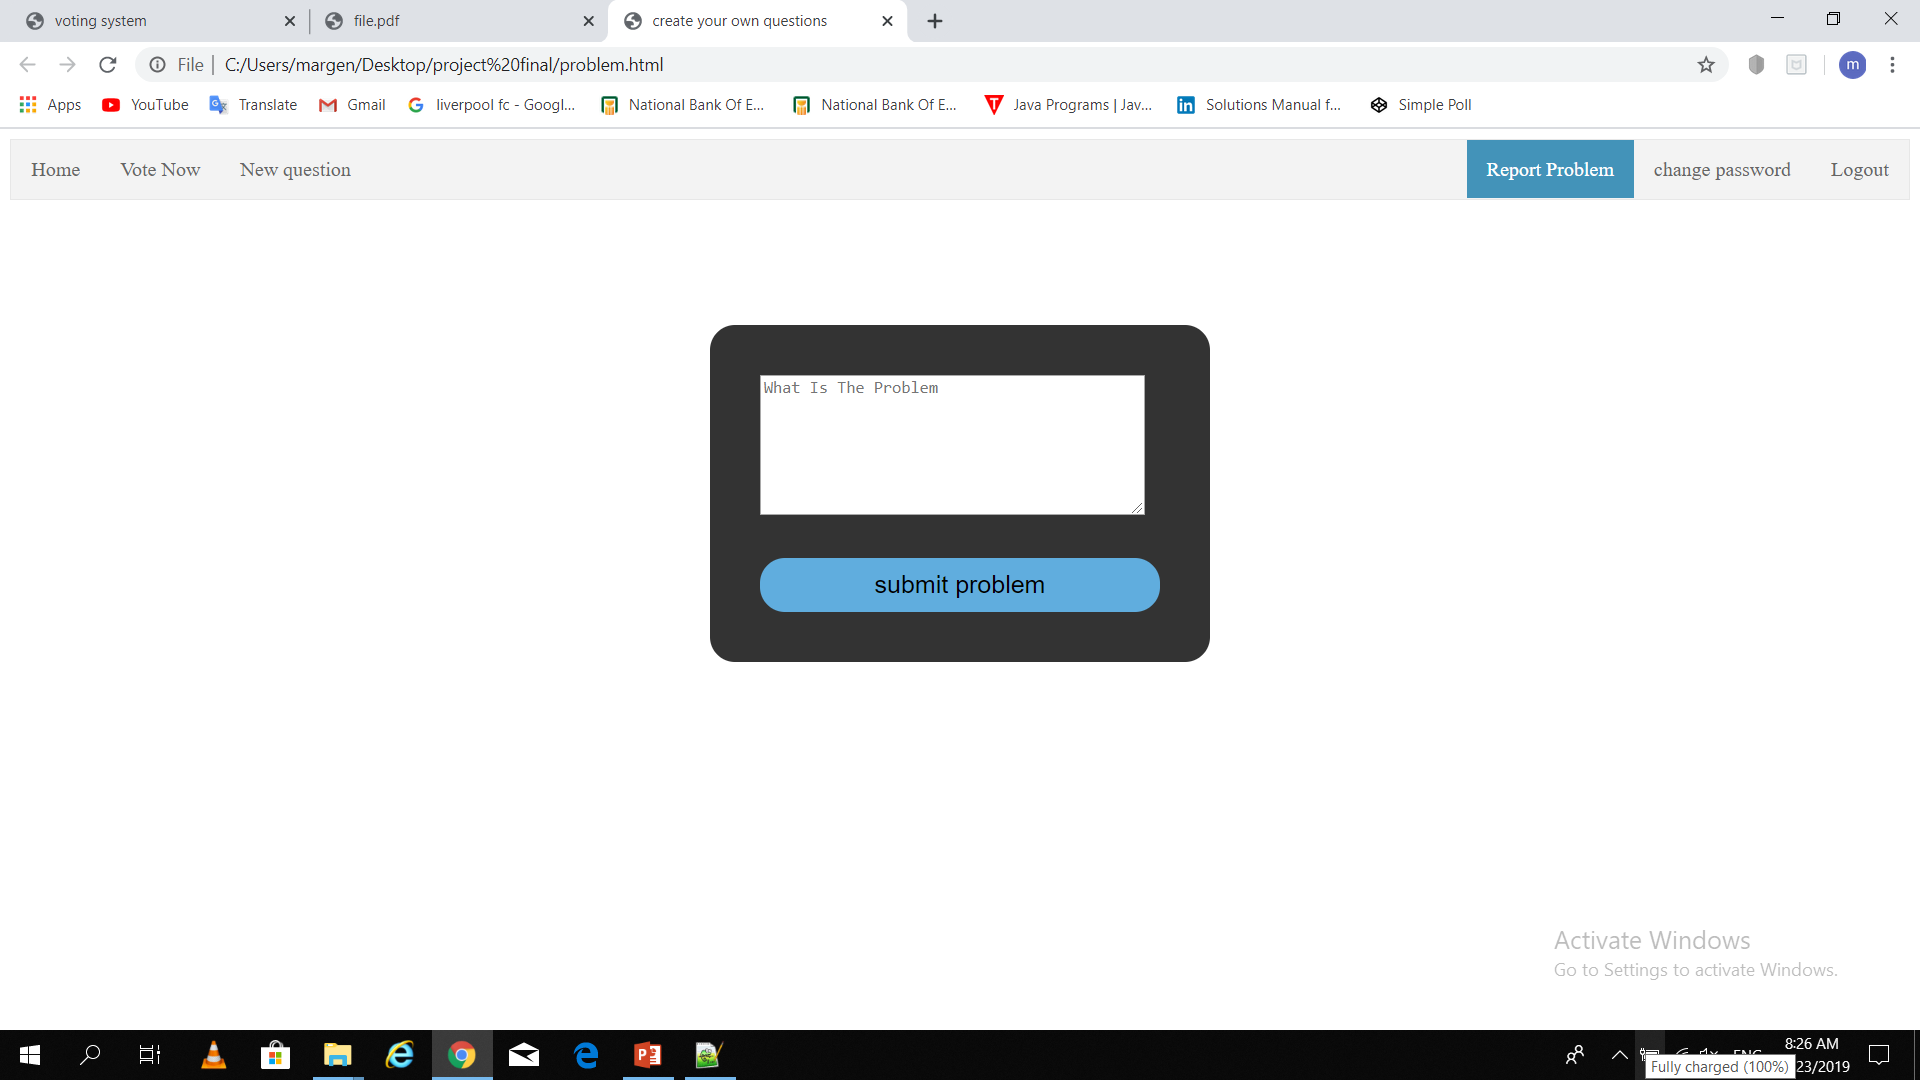 voting system
file.pdf
create your own questions
File | C:/Users/margen/Desktop/project%20final/problem.html
m
Apps YouTube Translate Gmail liverpool fc - Googl... National Bank Of E... National Bank Of E... Java Programs | Jav... Solutions Manual f... Simple Poll
Home Vote Now New question Report Problem change password Logout
What Is The Problem
submit problem
Activate Windows
Go to Settings to activate Windows.
8:26 AM
Fully charged (100%)
23/2019